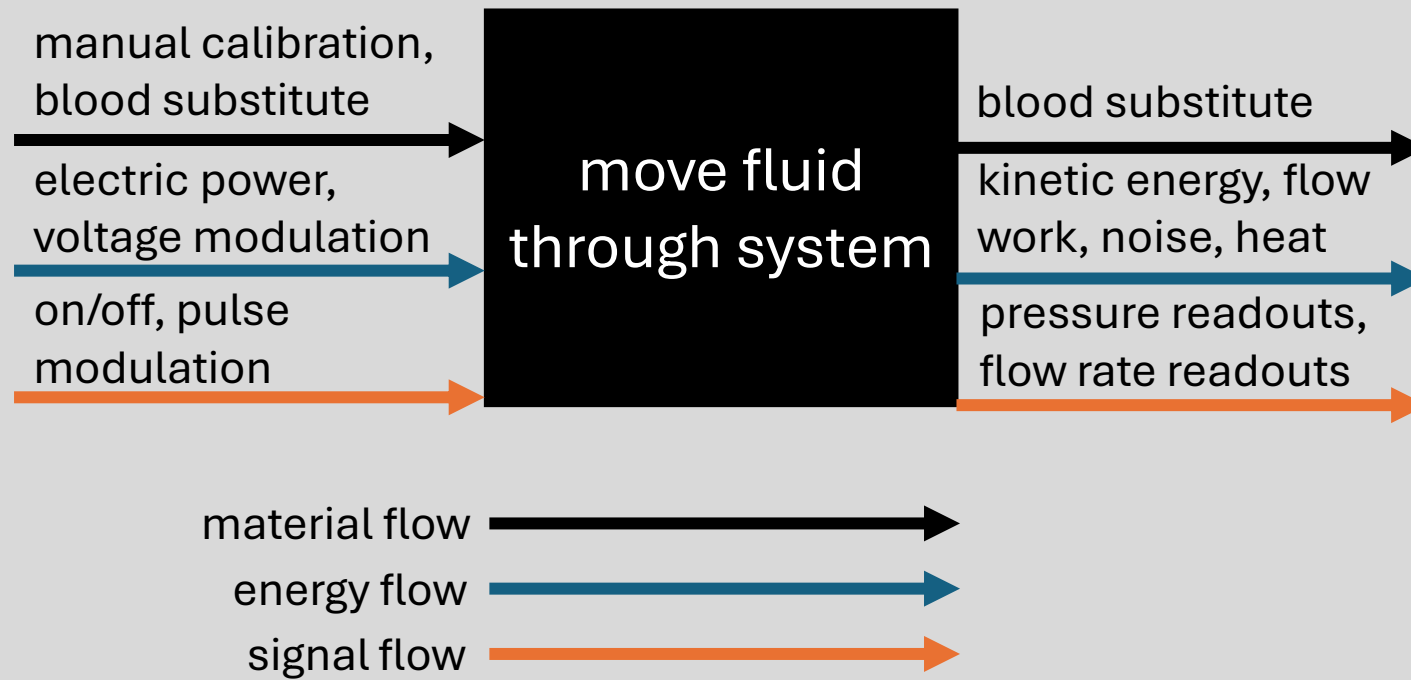 manual calibration,
blood substitute
electric power,
voltage modulation
on/off, pulse
modulation
move fluid
through system
blood substitute
kinetic energy, flow
work, noise, heat
pressure readouts,
flow rate readouts
material flow
energy flow
signal flow